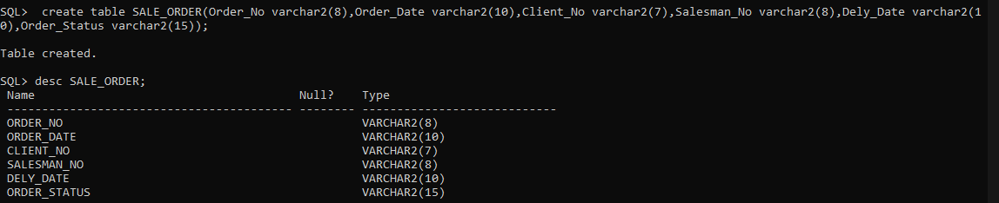 SQL>  create table SALE_ORDER(Order_No varchar2(8),Order_Date varchar2(10),Client_No varchar2(7),Salesman_No varchar2(8),Dely_Date varchar2(1
0),Order_Status varchar2(15));
Table created.
SQL> desc SALE_ORDER;
 Name                                      Null?    Type
 ----------------------------------------- -------- ----------------------------
 ORDER_NO                                           VARCHAR2(8)
 ORDER_DATE                                         VARCHAR2(10)
 CLIENT_NO                                          VARCHAR2(7)
 SALESMAN_NO                                        VARCHAR2(8)
 DELY_DATE                                          VARCHAR2(10)
 ORDER_STATUS                                       VARCHAR2(15)